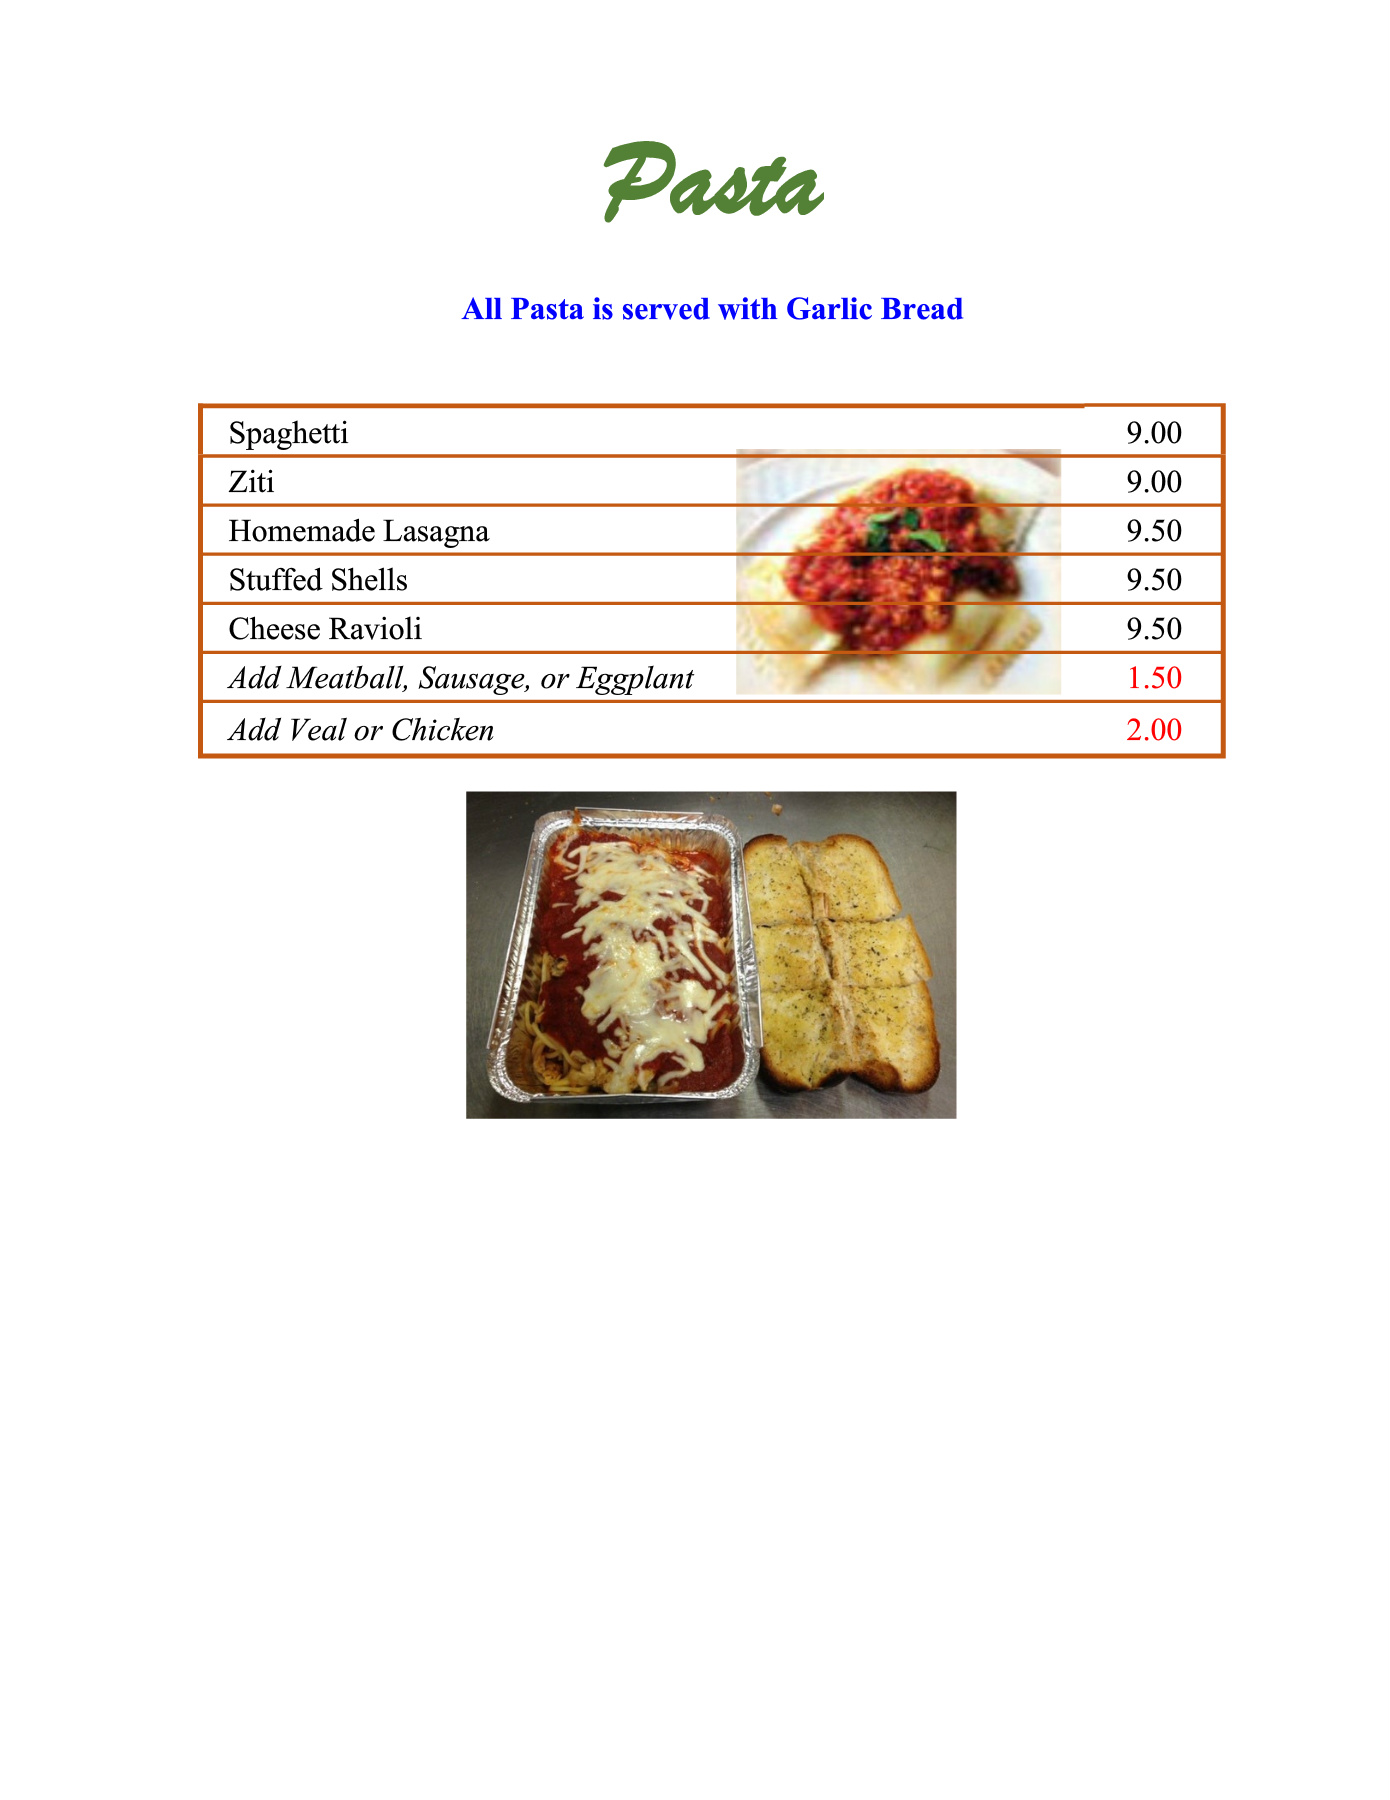 Pasta
All Pasta is served with Garlic Bread
Spaghetti 9.00
Ziti 9.00
Homemade Lasagna 9.50
Stuffed Shells 9.50
Cheese Ravioli 9.50
Add Meatball, Sausage, or Eggplant 1.50
Add Veal or Chicken 2.00